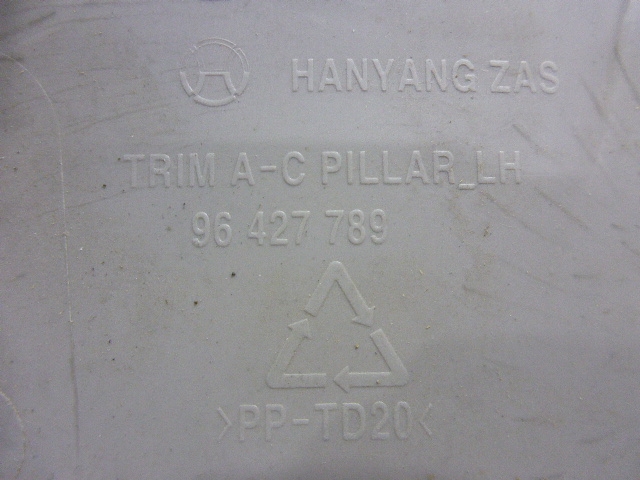 HANYANG ZAS
TRIM A-C PILLAR_LH
96 427 789
>PP-TD20<